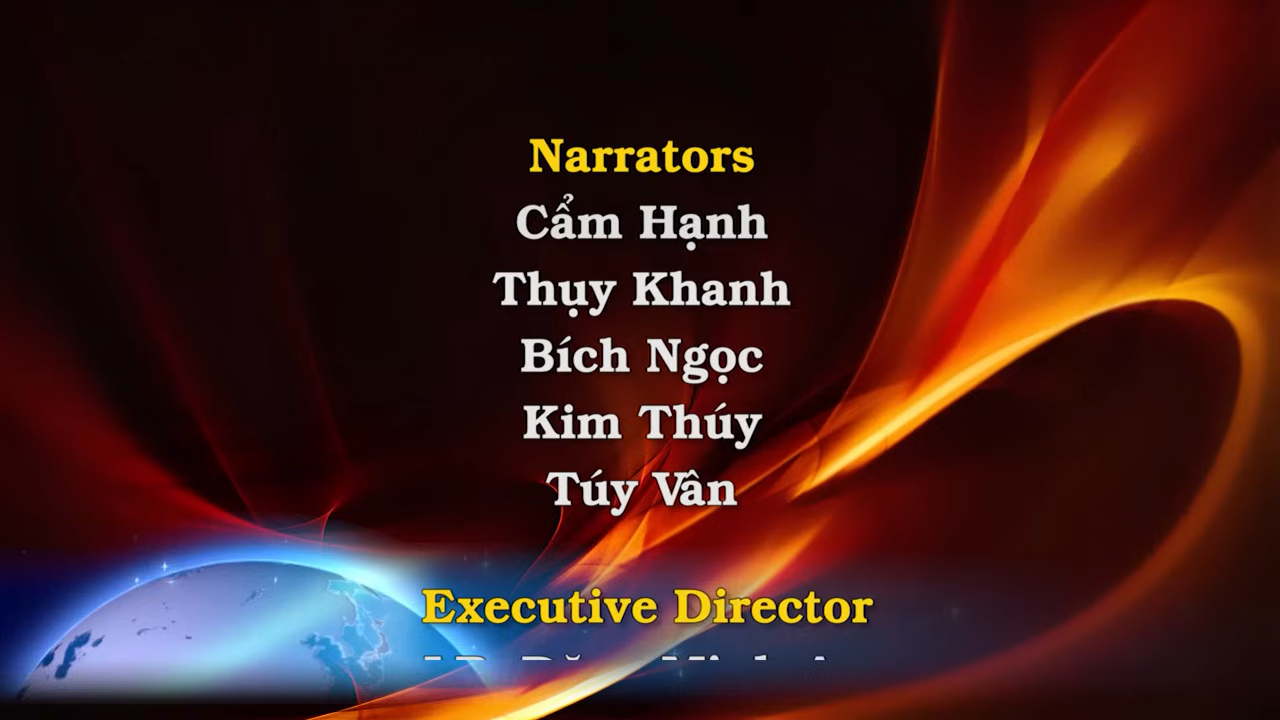 Narrators
Cẩm Hạnh
Thụy Khanh
Bích Ngọc
Kim Thúy
Túy Vân
Executive Director